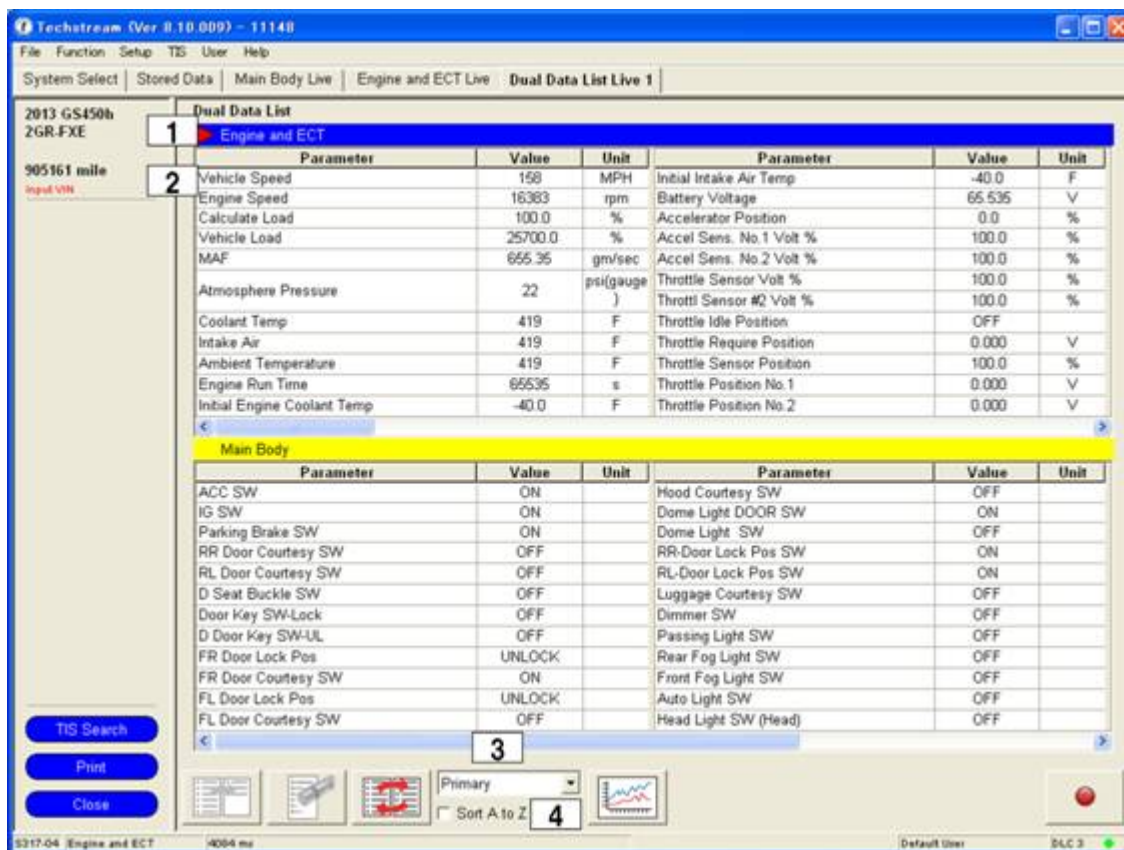 Techstream (Ver 8.10.009) - 11148
File Function Setup TIS User Help
System Select Stored Data Main Body Live Engine and ECT Live Dual Data List Live 1
2013 GS450h
2GR-FXE
905161 mile
Input VIN
Dual Data List
1 Engine and ECT
Parameter Value Unit Parameter Value Unit
2 Vehicle Speed 158 MPH Initial Intake Air Temp -40.0 F
Engine Speed 16383 rpm Battery Voltage 65.535 V
Calculate Load 100.0 % Accelerator Position 0.0 %
Vehicle Load 25700.0 % Accel Sens. No.1 Volt % 100.0 %
MAF 655.35 gm/sec Accel Sens. No.2 Volt % 100.0 %
Atmosphere Pressure 22 psi(gauge) Throttle Sensor Volt % 100.0 %
Throttl Sensor #2 Volt % 100.0 %
Coolant Temp 419 F Throttle Idle Position OFF
Intake Air 419 F Throttle Require Position 0.000 V
Ambient Temperature 419 F Throttle Sensor Position 100.0 %
Engine Run Time 65535 s Throttle Position No.1 0.000 V
Initial Engine Coolant Temp -40.0 F Throttle Position No.2 0.000 V
Main Body
Parameter Value Unit Parameter Value Unit
ACC SW ON Hood Courtesy SW OFF
IG SW ON Dome Light DOOR SW ON
Parking Brake SW ON Dome Light SW OFF
RR Door Courtesy SW OFF RR-Door Lock Pos SW ON
RL Door Courtesy SW OFF RL-Door Lock Pos SW ON
D Seat Buckle SW OFF Luggage Courtesy SW OFF
Door Key SW-Lock OFF Dimmer SW OFF
D Door Key SW-UL OFF Passing Light SW OFF
FR Door Lock Pos UNLOCK Rear Fog Light SW OFF
FR Door Courtesy SW ON Front Fog Light SW OFF
FL Door Lock Pos UNLOCK Auto Light SW OFF
FL Door Courtesy SW OFF Head Light SW (Head) OFF
TIS Search
Print
Close
3
Primary
Sort A to Z 4
S317-04 Engine and ECT 4084 ms Default User DLC 3